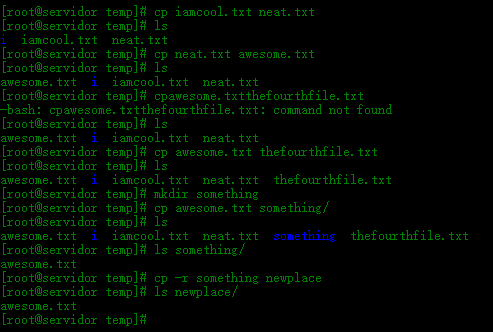 [root@servidor temp]# cp iamcool.txt neat.txt
[root@servidor temp]# ls
i  iamcool.txt  neat.txt
[root@servidor temp]# cp neat.txt awesome.txt
[root@servidor temp]# ls
awesome.txt  i  iamcool.txt  neat.txt
[root@servidor temp]# cpawesome.txtthefourthfile.txt
-bash: cpawesome.txtthefourthfile.txt: command not found
[root@servidor temp]# ls
awesome.txt  i  iamcool.txt  neat.txt
[root@servidor temp]# cp awesome.txt thefourthfile.txt
[root@servidor temp]# ls
awesome.txt  i  iamcool.txt  neat.txt  thefourthfile.txt
[root@servidor temp]# mkdir something
[root@servidor temp]# cp awesome.txt something/
[root@servidor temp]# ls
awesome.txt  i  iamcool.txt  neat.txt  something  thefourthfile.txt
[root@servidor temp]# ls something/
awesome.txt
[root@servidor temp]# cp -r something newplace
[root@servidor temp]# ls newplace/
awesome.txt
[root@servidor temp]#